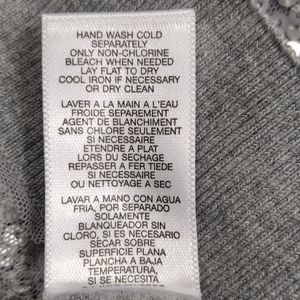 HAND WASH COLD
SEPARATELY
ONLY NON-CHLORINE
BLEACH WHEN NEEDED
LAY FLAT TO DRY
COOL IRON IF NECESSARY
OR DRY CLEAN
LAVER A LA MAIN A L'EAU
FROIDE SEPAREMENT
AGENT DE BLANCHIMENT
SANS CHLORE SEULEMENT
SI NECESSAIRE
ETENDRE A PLAT
LORS DU SECHAGE
REPASSER A FER TIEDE
SI NECESSAIRE
OU NETTOYAGE A SEC
LAVAR A MANO CON AGUA
FRIA, POR SEPARADO
SOLAMENTE
BLANQUEADOR SIN
CLORO, SI ES NECESARIO
SECAR SOBRE
SUPERFICIE PLANA
PLANCHA A BAJA
TEMPERATURA,
SI SE NECESARIO